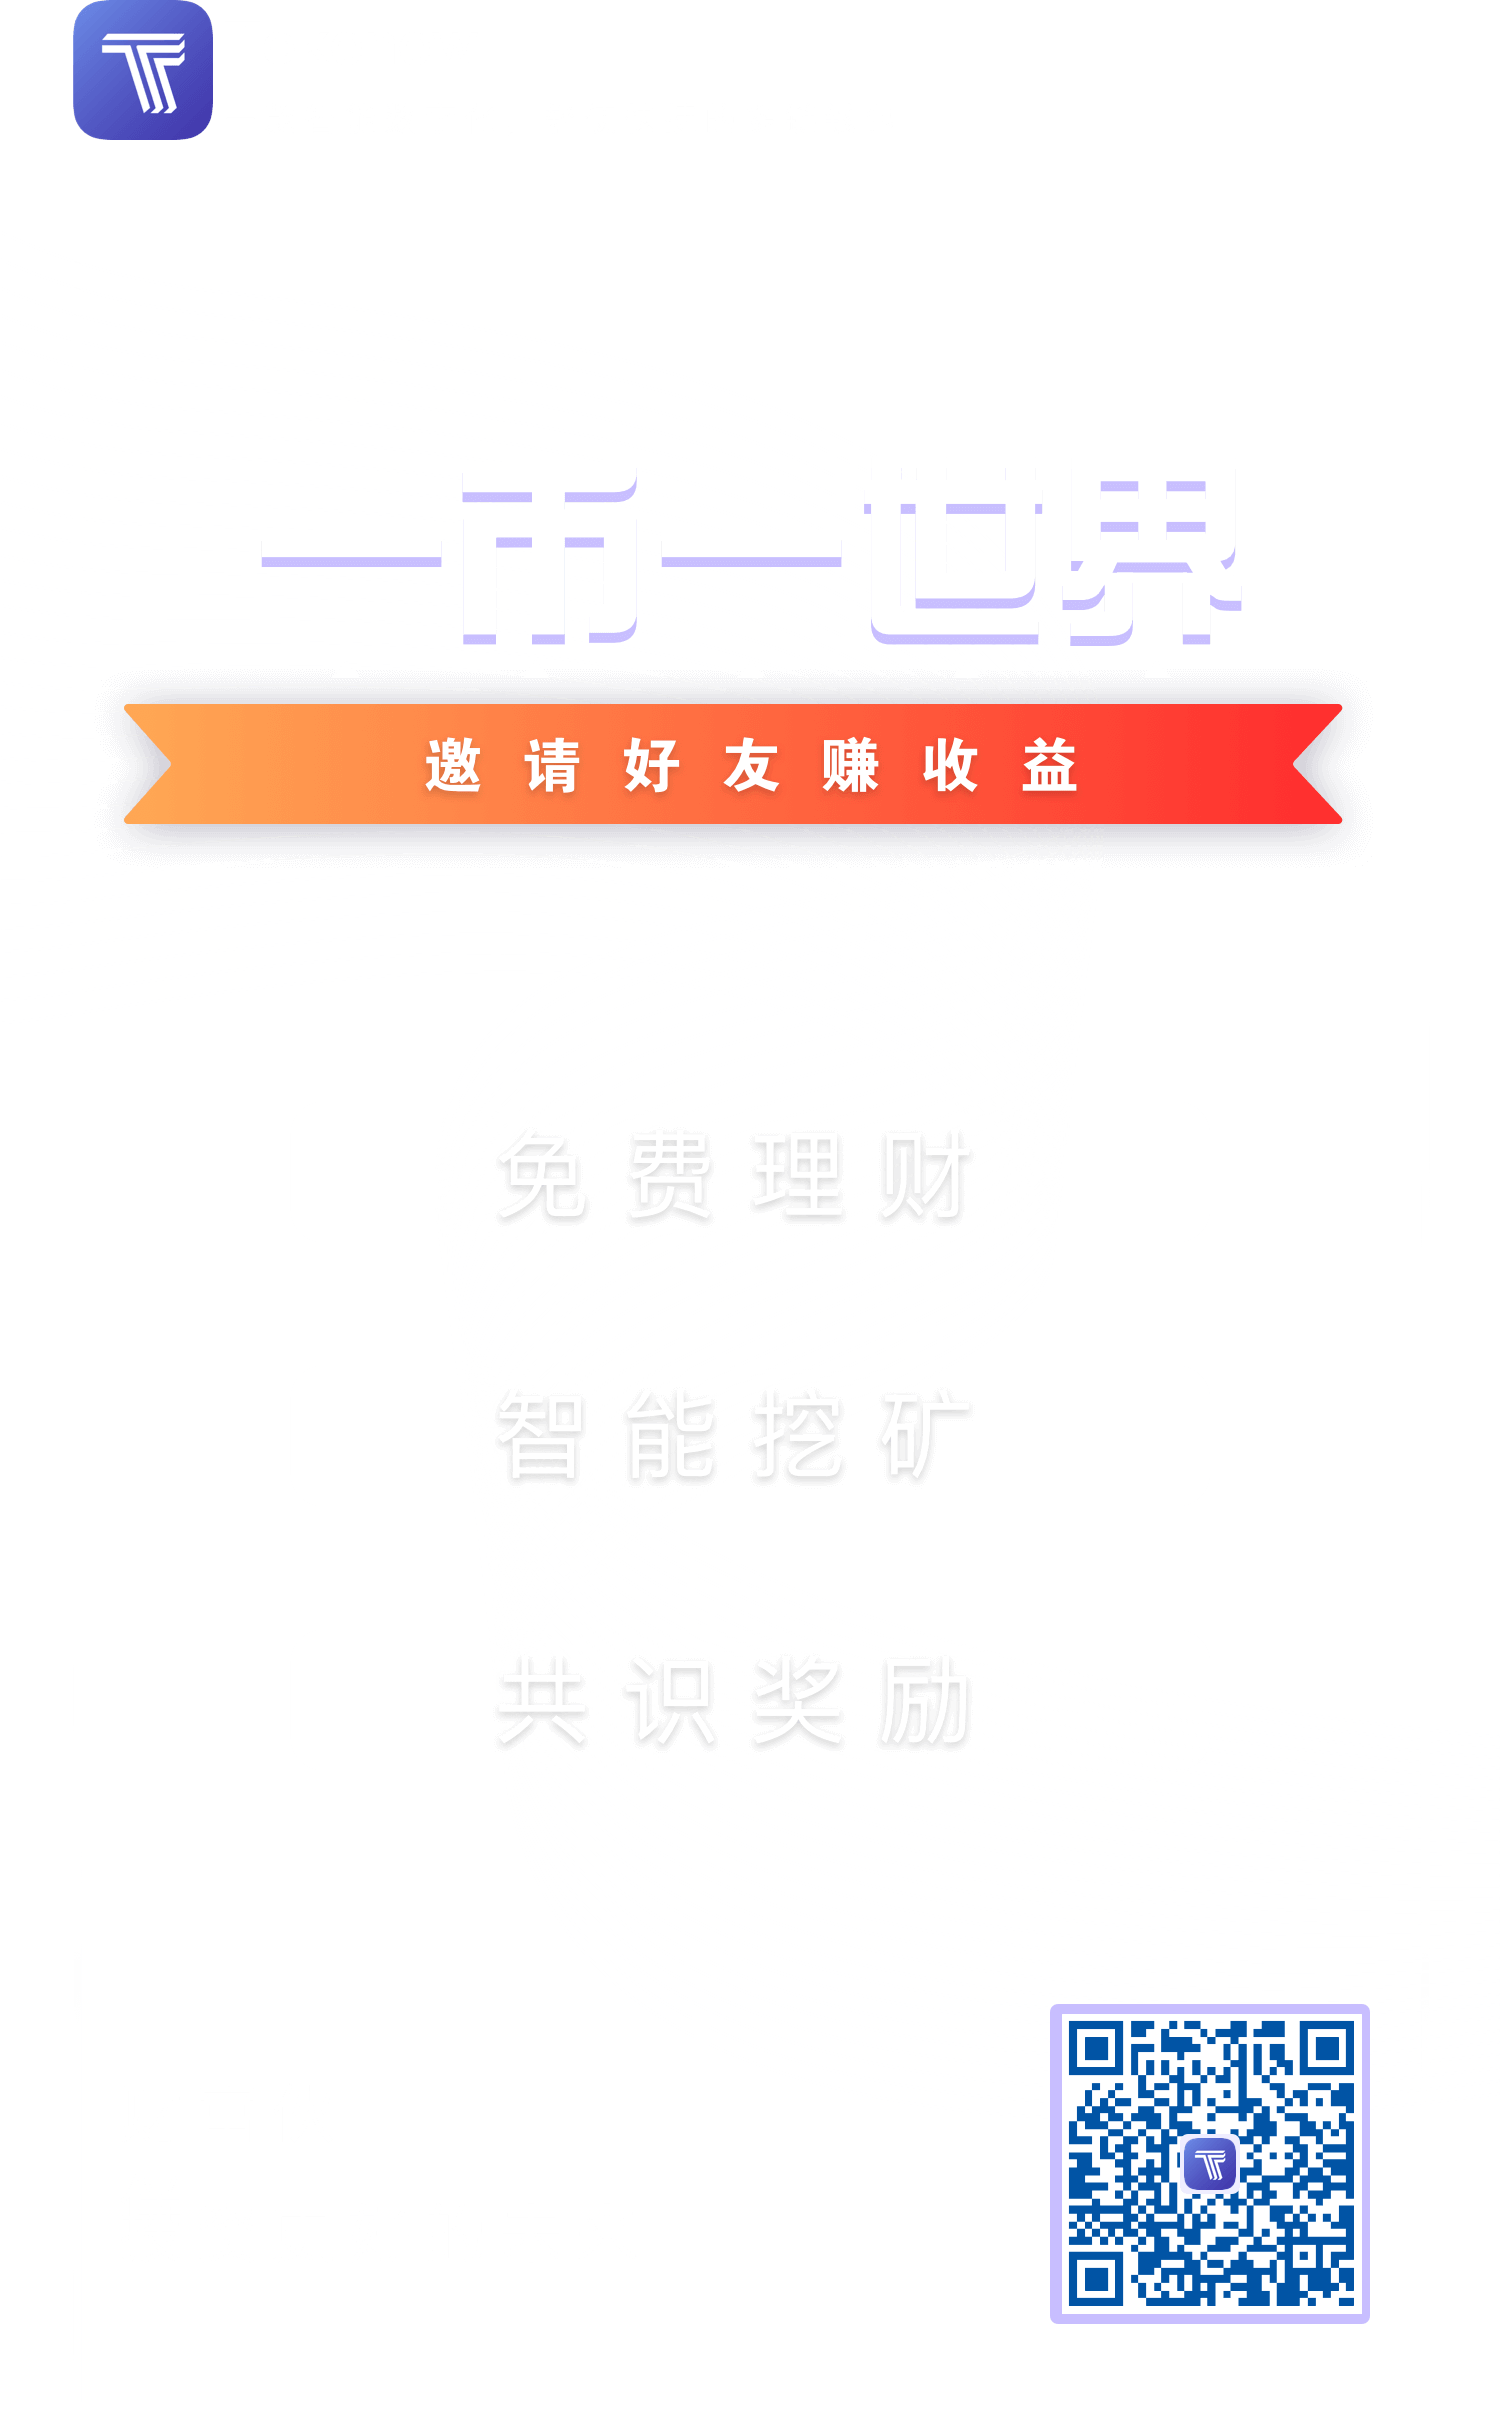 一币一世界
邀请好友赚收益
免费理财
智能挖矿
共识奖励